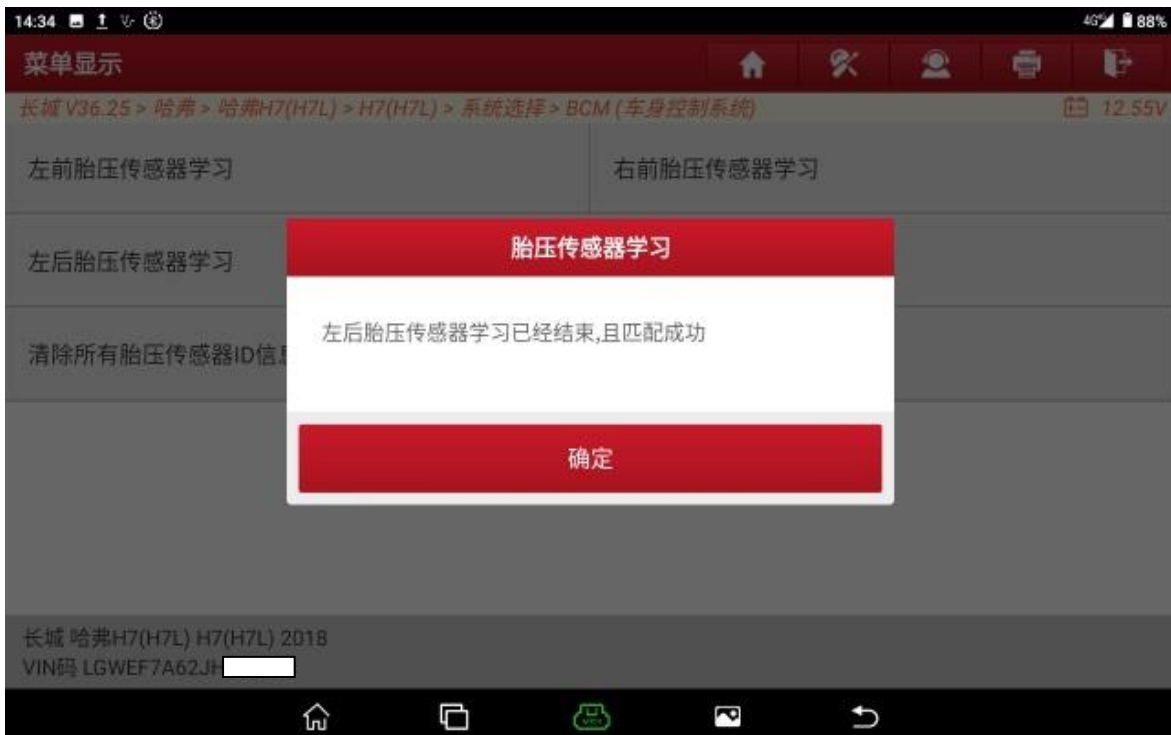 14:34
4G 88%
菜单显示
长城 V36.25 > 哈弗 > 哈弗H7(H7L) > H7(H7L) > 系统选择 > BCM (车身控制系统)
12.55V
左前胎压传感器学习
右前胎压传感器学习
胎压传感器学习
左后胎压传感器学习
左后胎压传感器学习已经结束,且匹配成功
清除所有胎压传感器ID信息
确定
长城 哈弗H7(H7L) H7(H7L) 2018
VIN码 LGWEF7A62JH